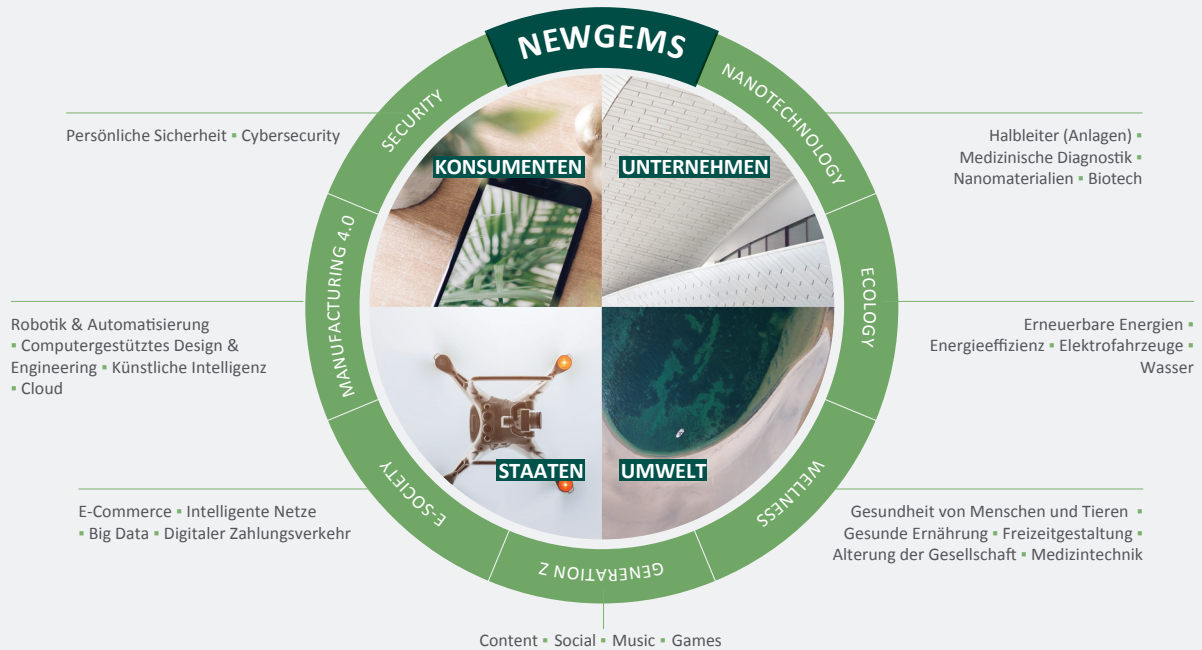 NEWGEMS
NANOTECHNOLOGY
Halbleiter (Anlagen) ▪
Medizinische Diagnostik ▪
Nanomaterialien ▪ Biotech
ECOLOGY
Erneuerbare Energien ▪
Energieeffizienz ▪ Elektrofahrzeuge ▪
Wasser
WELLNESS
Gesundheit von Menschen und Tieren ▪
Gesunde Ernährung ▪ Freizeitgestaltung ▪
Alterung der Gesellschaft ▪ Medizintechnik
GENERATION Z
Content ▪ Social ▪ Music ▪ Games
E-SOCIETY
E-Commerce ▪ Intelligente Netze
▪ Big Data ▪ Digitaler Zahlungsverkehr
MANUFACTURING 4.0
Robotik & Automatisierung
▪ Computergestütztes Design &
Engineering ▪ Künstliche Intelligenz
▪ Cloud
SECURITY
Persönliche Sicherheit ▪ Cybersecurity
KONSUMENTEN
UNTERNEHMEN
STAATEN
UMWELT